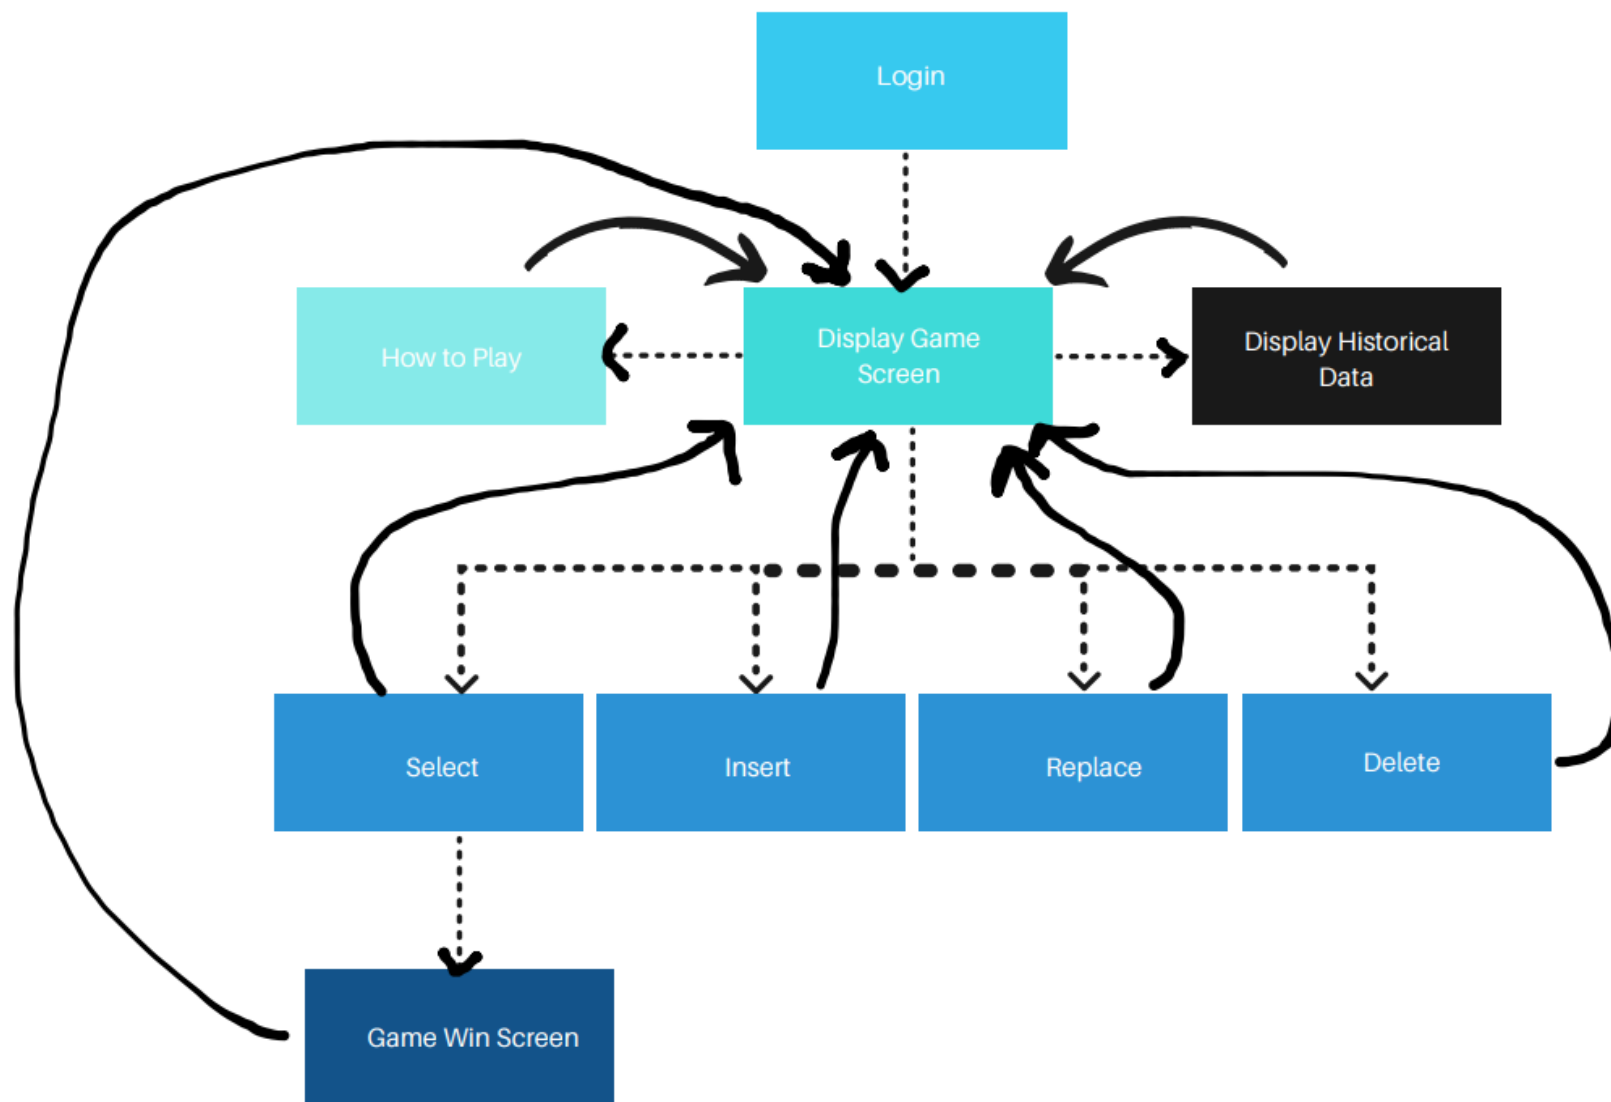 Login
How to Play
Display Game
Screen
Display Historical
Data
Select
Insert
Replace
Delete
Game Win Screen